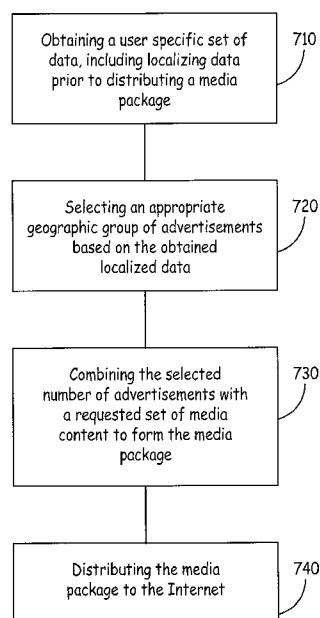 Obtaining a user specific set of
data, including localizing data
prior to distributing a media
package
710
Selecting an appropriate
geographic group of advertisements
based on the obtained
localized data
720
Combining the selected
number of advertisements with
a requested set of media
content to form the media
package
730
Distributing the media
package to the Internet
740